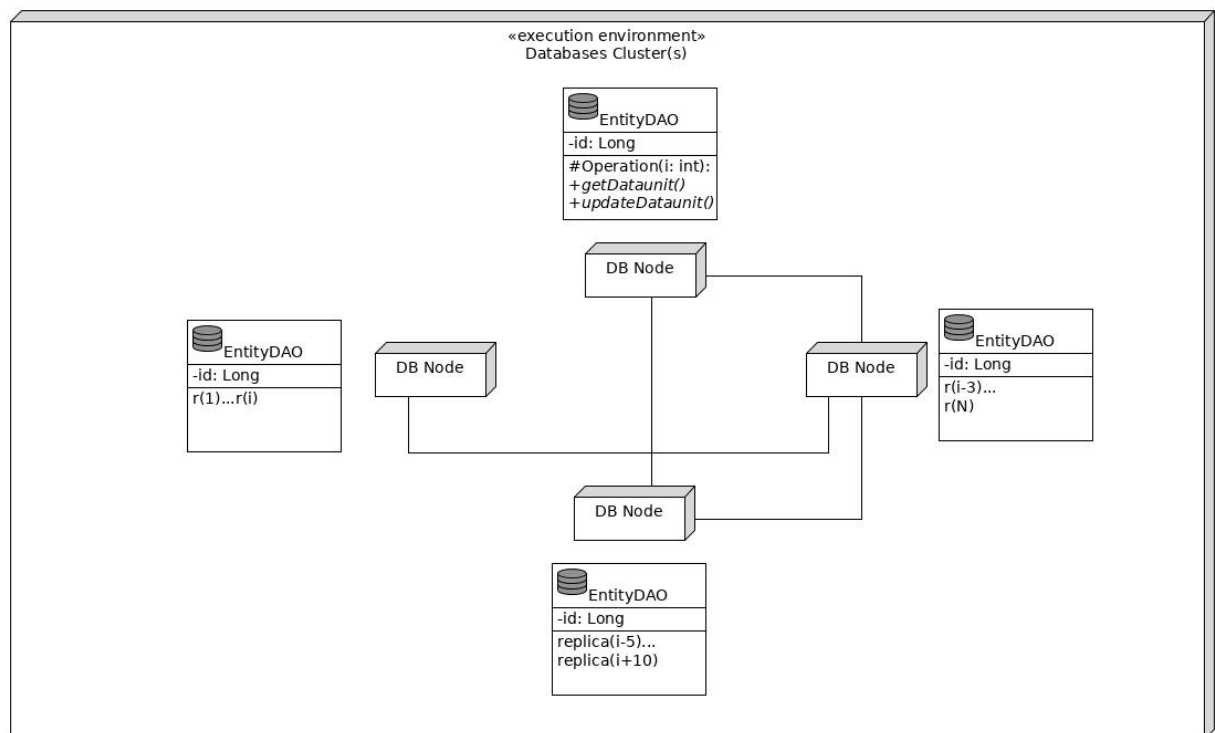 «execution environment»
Databases Cluster(s)
EntityDAO
-id: Long
#Operation(i: int):
+getDataunit()
+updateDataunit()
DB Node
EntityDAO
-id: Long
r(1)...r(i)
DB Node
DB Node
EntityDAO
-id: Long
r(i-3)...
r(N)
DB Node
EntityDAO
-id: Long
replica(i-5)...
replica(i+10)